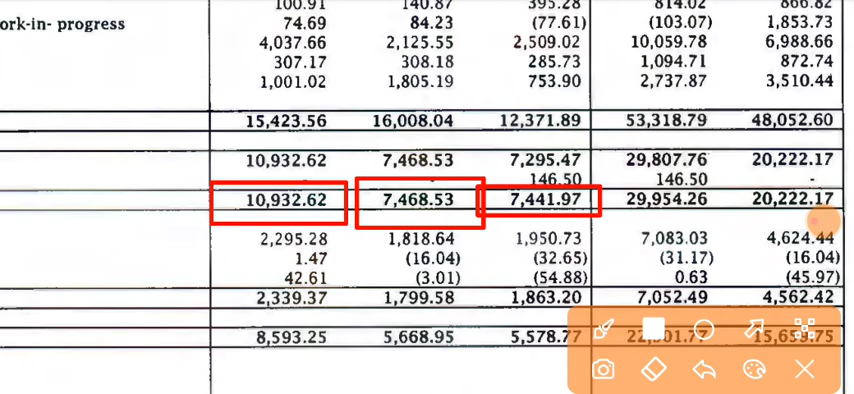 100.91 140.87 395.28 814.02 866.82
ork-in- progress 74.69 84.23 (77.61) (103.07) 1,853.73
4,037.66 2,125.55 2,509.02 10,059.78 6,988.66
307.17 308.18 285.73 1,094.71 872.74
1,001.02 1,805.19 753.90 2,737.87 3,510.44
15,423.56 16,008.04 12,371.89 53,318.79 48,052.60
10,932.62 7,468.53 7,295.47 29,807.76 20,222.17
- - 146.50 146.50 -
10,932.62 7,468.53 7,441.97 29,954.26 20,222.17
2,295.28 1,818.64 1,950.73 7,083.03 4,624.44
1.47 (16.04) (32.65) (31.17) (16.04)
42.61 (3.01) (54.88) 0.63 (45.97)
2,339.37 1,799.58 1,863.20 7,052.49 4,562.42
8,593.25 5,668.95 5,578.77